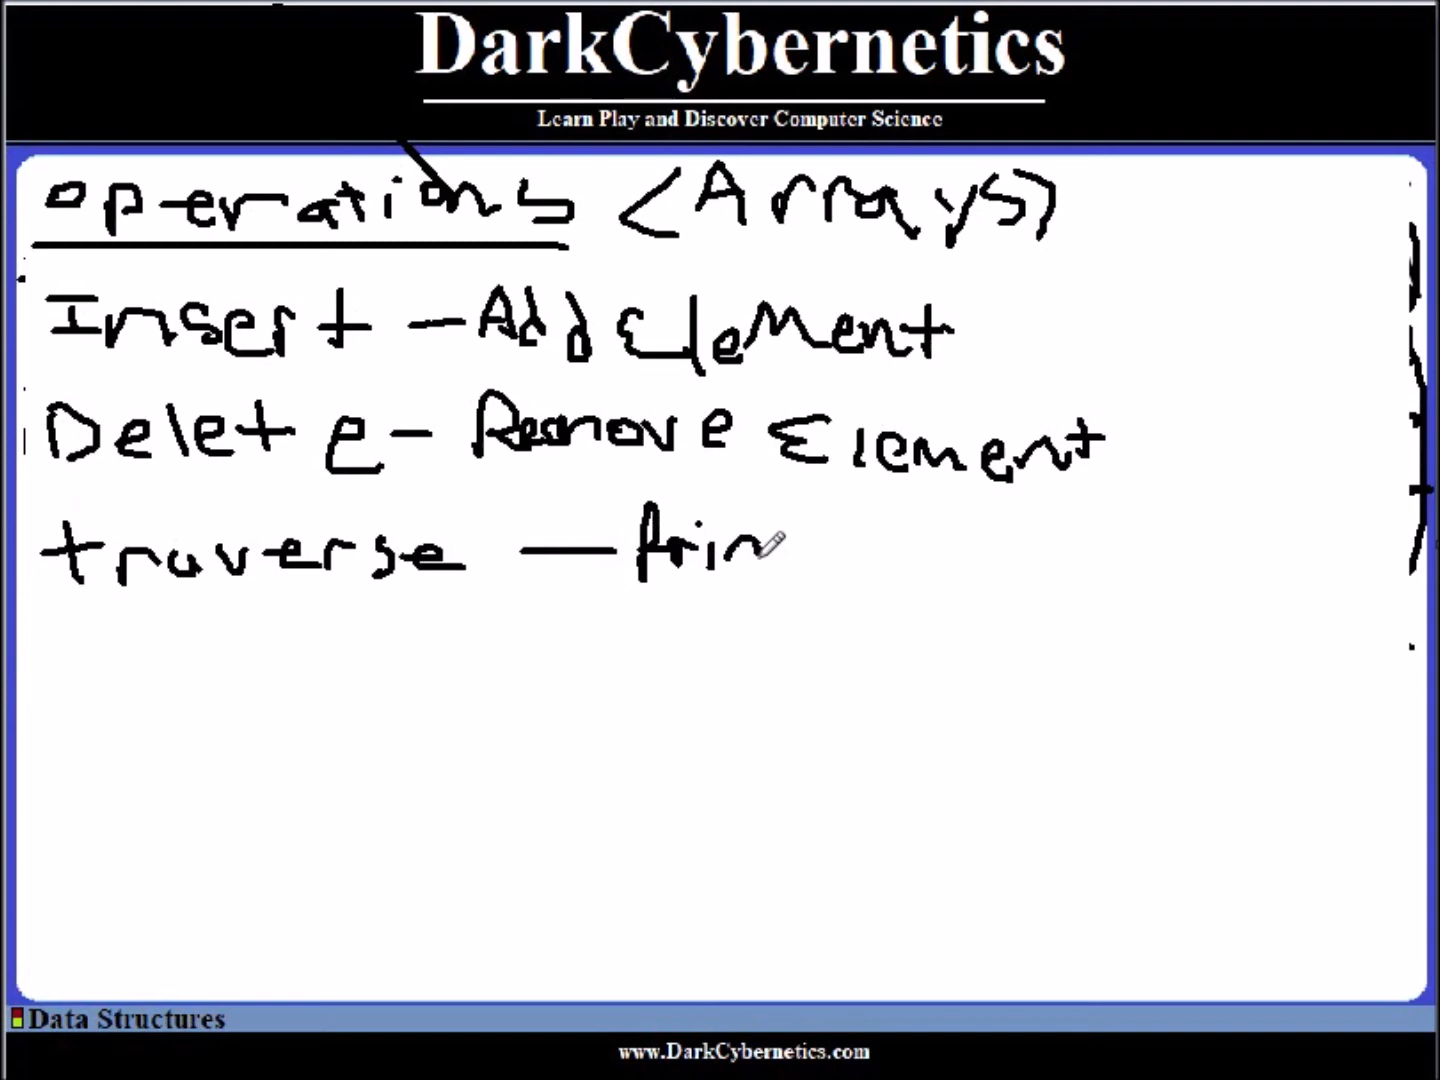 DarkCybernetics
Learn Play and Discover Computer Science
Operations (Arrays)
Insert - Add Element
Delete - Remove Element
traverse - Prin
Data Structures
www.DarkCybernetics.com